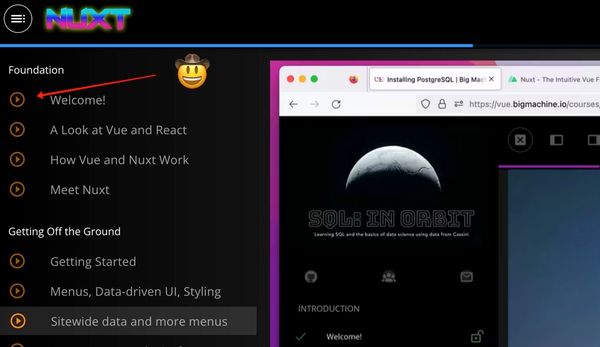 NUXT
Foundation
Welcome!
A Look at Vue and React
How Vue and Nuxt Work
Meet Nuxt
Getting Off the Ground
Getting Started
Menus, Data-driven UI, Styling
Sitewide data and more menus
Installing PostgreSQL | Big Ma
Nuxt - The Intuitive Vue F
https://vue.bigmachine.io/courses/
SQL: IN ORBIT
Learning SQL and the basics of data science using data from Cassini
INTRODUCTION
Welcome!